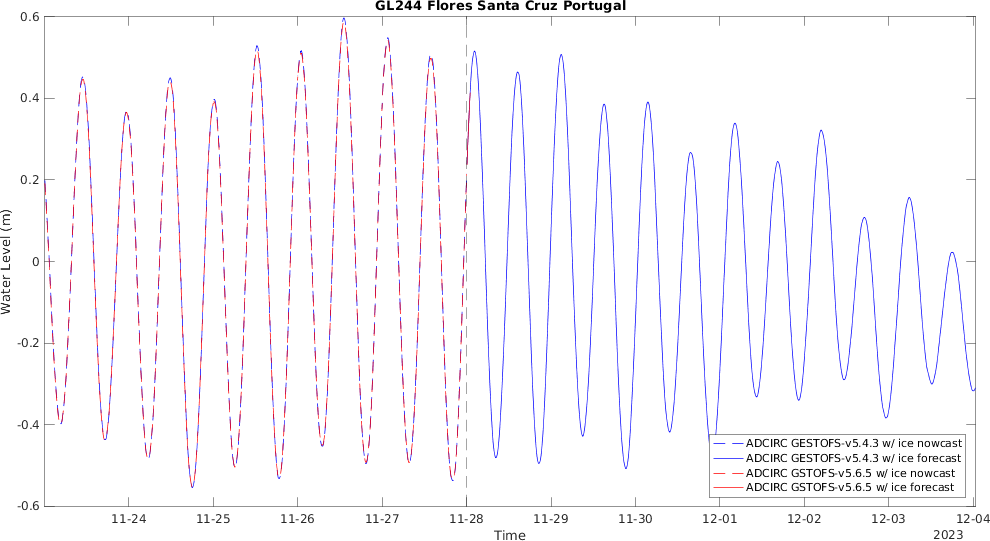 GL244 Flores Santa Cruz Portugal
0.6
0.4
0.2
0
-0.2
-0.4
-0.6
Water Level (m)
ADCIRC GESTOFS-v5.4.3 w/ ice nowcast
ADCIRC GESTOFS-v5.4.3 w/ ice forecast
ADCIRC GSTOFS-v5.6.5 w/ ice nowcast
ADCIRC GSTOFS-v5.6.5 w/ ice forecast
11-24 11-25 11-26 11-27 11-28 11-29 11-30 12-01 12-02 12-03 12-04
Time
2023